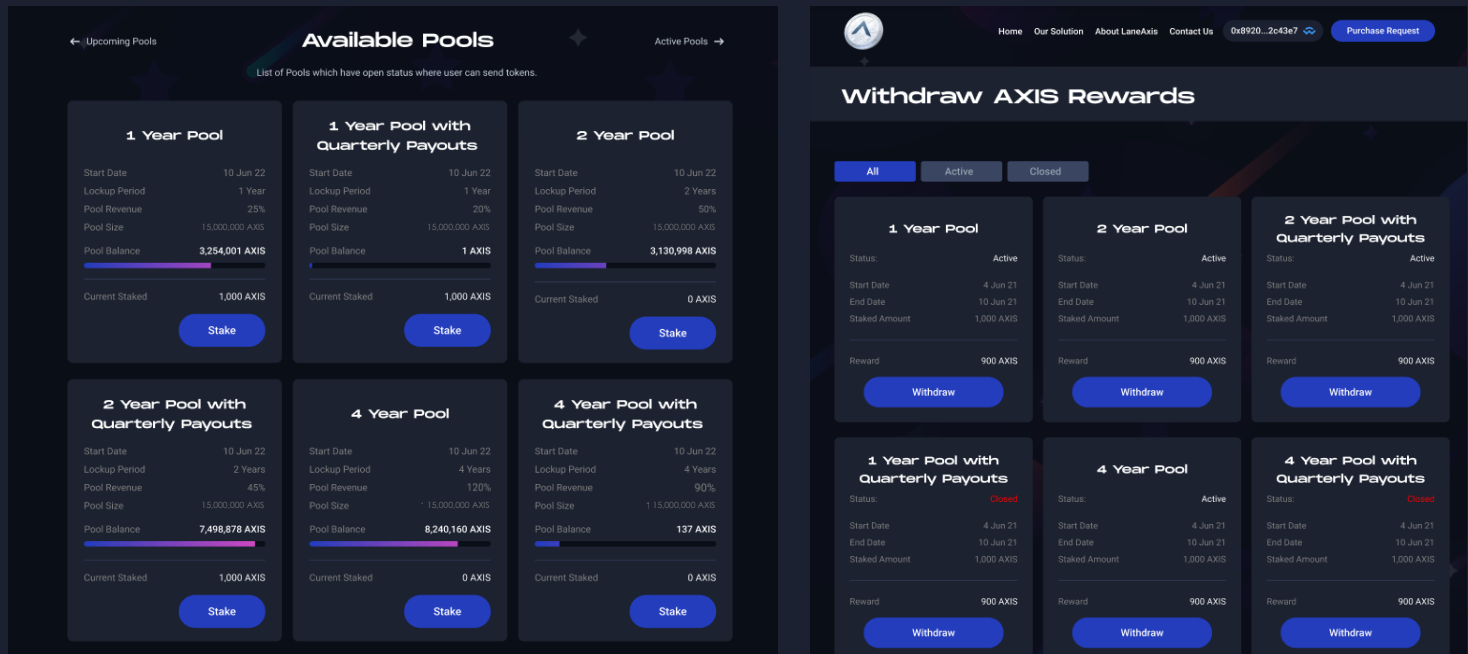 ← Upcoming Pools
Available Pools
Active Pools →
List of Pools which have open status where user can send tokens.
1 Year Pool
Start Date 10 Jun 22
Lockup Period 1 Year
Pool Revenue 25%
Pool Size 15,000,000 AXIS
Pool Balance 3,254,001 AXIS
Current Staked 1,000 AXIS
Stake
1 Year Pool with
Quarterly Payouts
Start Date 10 Jun 22
Lockup Period 1 Year
Pool Revenue 20%
Pool Size 15,000,000 AXIS
Pool Balance 1 AXIS
Current Staked 1,000 AXIS
Stake
2 Year Pool
Start Date 10 Jun 22
Lockup Period 2 Years
Pool Revenue 50%
Pool Size 15,000,000 AXIS
Pool Balance 3,130,998 AXIS
Current Staked 0 AXIS
Stake
2 Year Pool with
Quarterly Payouts
Start Date 10 Jun 22
Lockup Period 2 Years
Pool Revenue 45%
Pool Size 15,000,000 AXIS
Pool Balance 7,498,878 AXIS
Current Staked 1,000 AXIS
Stake
4 Year Pool
Start Date 10 Jun 22
Lockup Period 4 Years
Pool Revenue 120%
Pool Size 15,000,000 AXIS
Pool Balance 8,240,160 AXIS
Current Staked 0 AXIS
Stake
4 Year Pool with
Quarterly Payouts
Start Date 10 Jun 22
Lockup Period 4 Years
Pool Revenue 90%
Pool Size 15,000,000 AXIS
Pool Balance 137 AXIS
Current Staked 0 AXIS
Stake
Home Our Solution About LaneAxis Contact Us 0x8920...2c43e7 Purchase Request
Withdraw AXIS Rewards
All Active Closed
1 Year Pool
Status: Active
Start Date 4 Jun 21
End Date 10 Jun 21
Staked Amount 1,000 AXIS
Reward 900 AXIS
Withdraw
2 Year Pool
Status: Active
Start Date 4 Jun 21
End Date 10 Jun 21
Staked Amount 1,000 AXIS
Reward 900 AXIS
Withdraw
2 Year Pool with
Quarterly Payouts
Status: Active
Start Date 4 Jun 21
End Date 10 Jun 21
Staked Amount 1,000 AXIS
Reward 900 AXIS
Withdraw
1 Year Pool with
Quarterly Payouts
Status: Closed
Start Date 4 Jun 21
End Date 10 Jun 21
Staked Amount 1,000 AXIS
Reward 900 AXIS
Withdraw
4 Year Pool
Status: Active
Start Date 4 Jun 21
End Date 10 Jun 21
Staked Amount 1,000 AXIS
Reward 900 AXIS
Withdraw
4 Year Pool with
Quarterly Payouts
Status: Closed
Start Date 4 Jun 21
End Date 10 Jun 21
Staked Amount 1,000 AXIS
Reward 900 AXIS
Withdraw